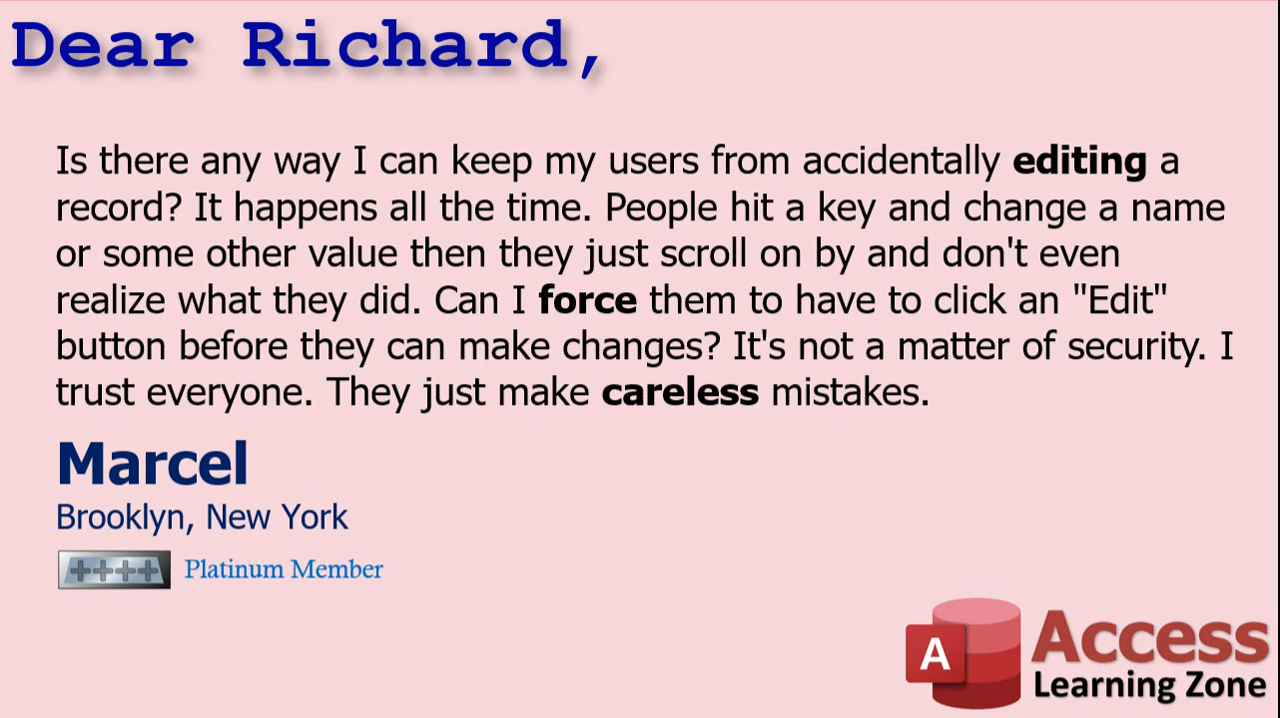 Dear Richard,
Is there any way I can keep my users from accidentally editing a
record? It happens all the time. People hit a key and change a name
or some other value then they just scroll on by and don't even
realize what they did. Can I force them to have to click an "Edit"
button before they can make changes? It's not a matter of security. I
trust everyone. They just make careless mistakes.
Marcel
Brooklyn, New York
++++ Platinum Member
A Access
Learning Zone